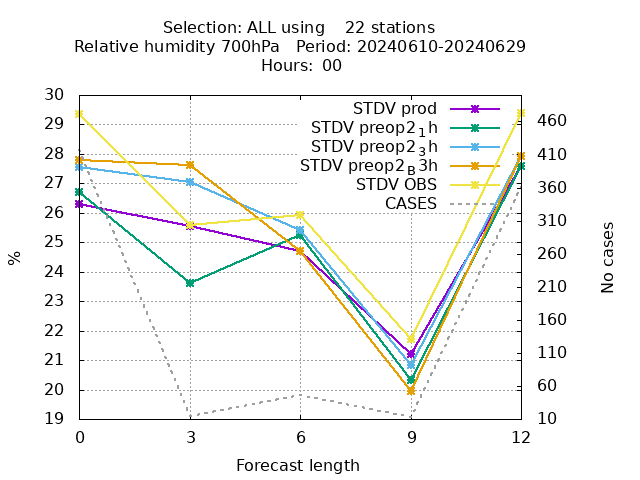 Selection: ALL using    22 stations
Relative humidity 700hPa   Period: 20240610-20240629
Hours: 00
30
29
28
27
26
25
24
23
22
21
20
19
%
STDV prod
STDV preop2₁h
STDV preop2₃h
STDV preop2_B3h
STDV OBS
CASES
460
410
360
310
260
210
160
110
60
10
No cases
0 3 6 9 12
Forecast length